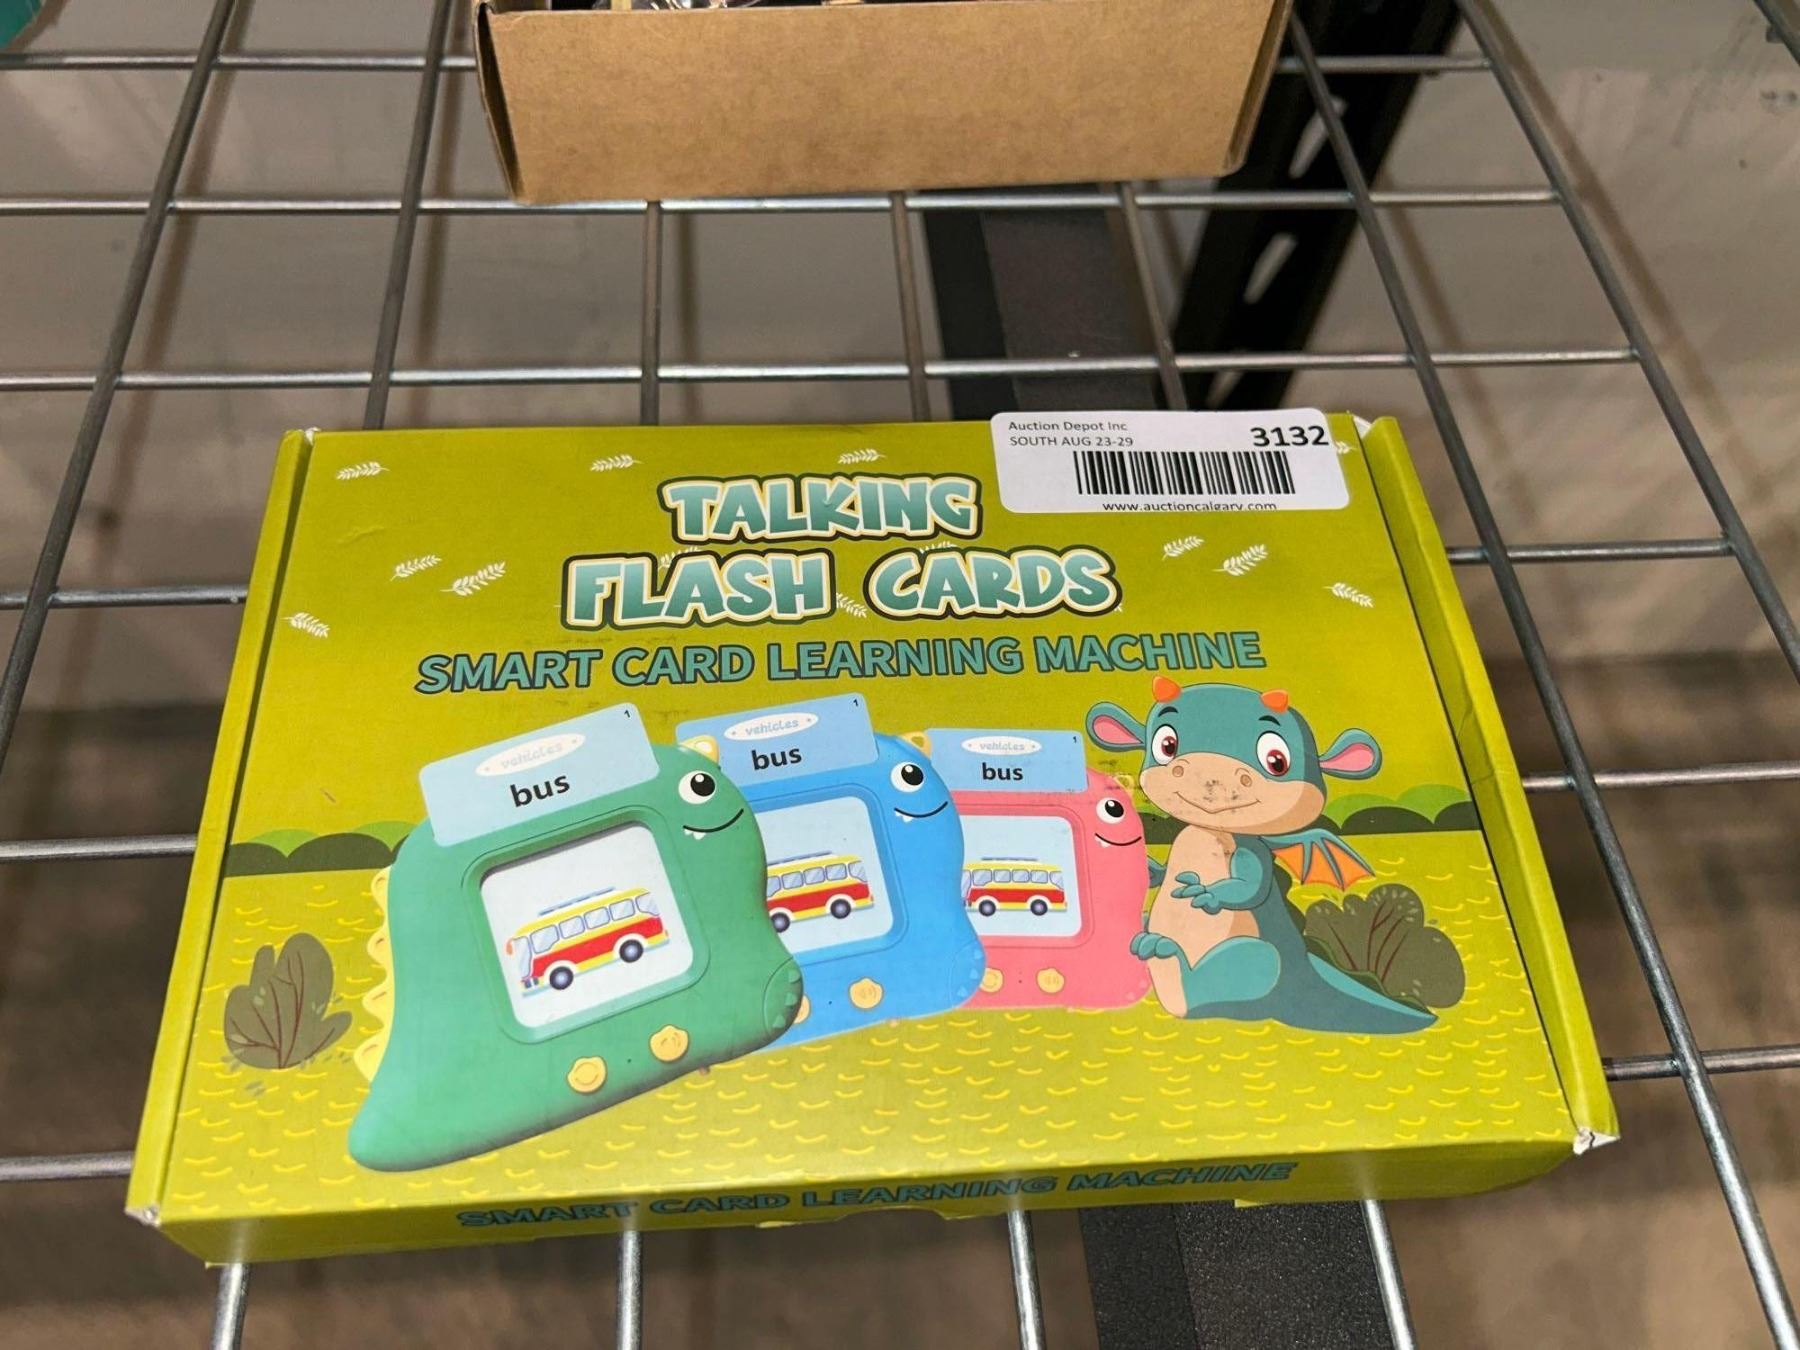 Auction Depot Inc
SOUTH AUG 23-29
3132
www.auctioncalgary.com
TALKING
FLASH CARDS
SMART CARD LEARNING MACHINE
1
vehicles
bus
1
vehicles
bus
1
vehicles
bus
SMART CARD LEARNING MACHINE